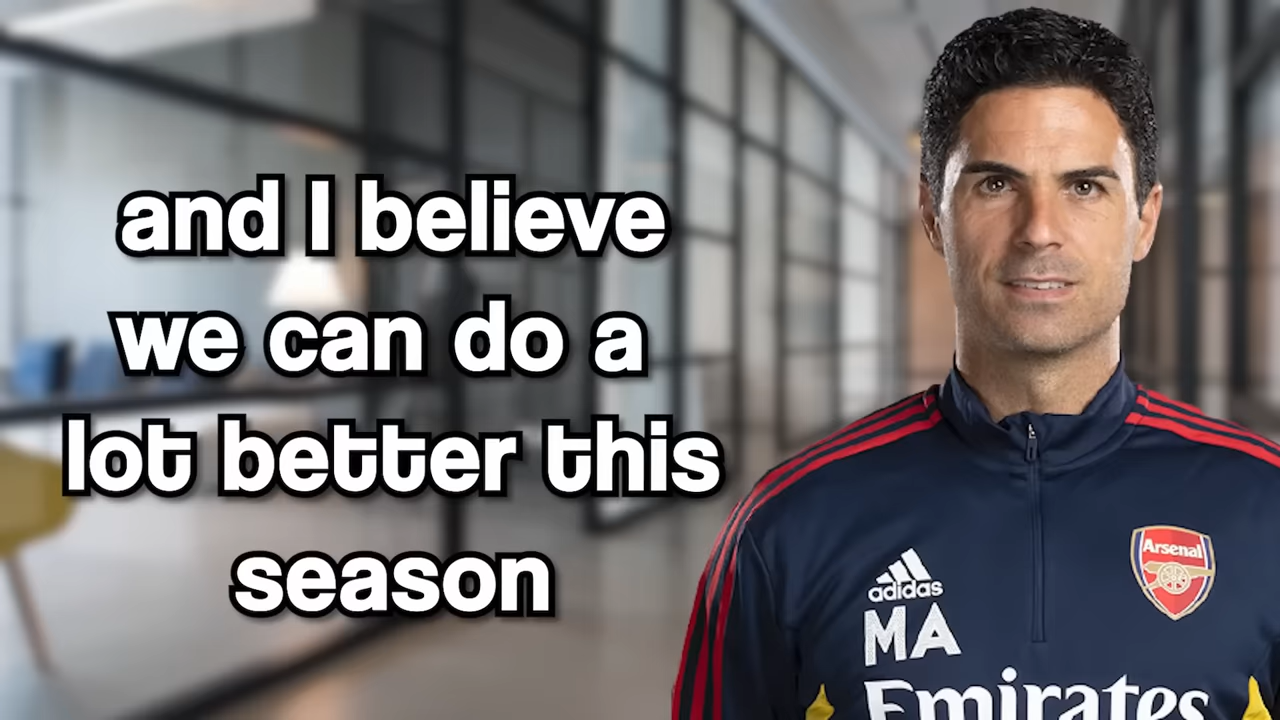 and I believe
we can do a
lot better this
season
Arsenal
adidas
MA
Emirates